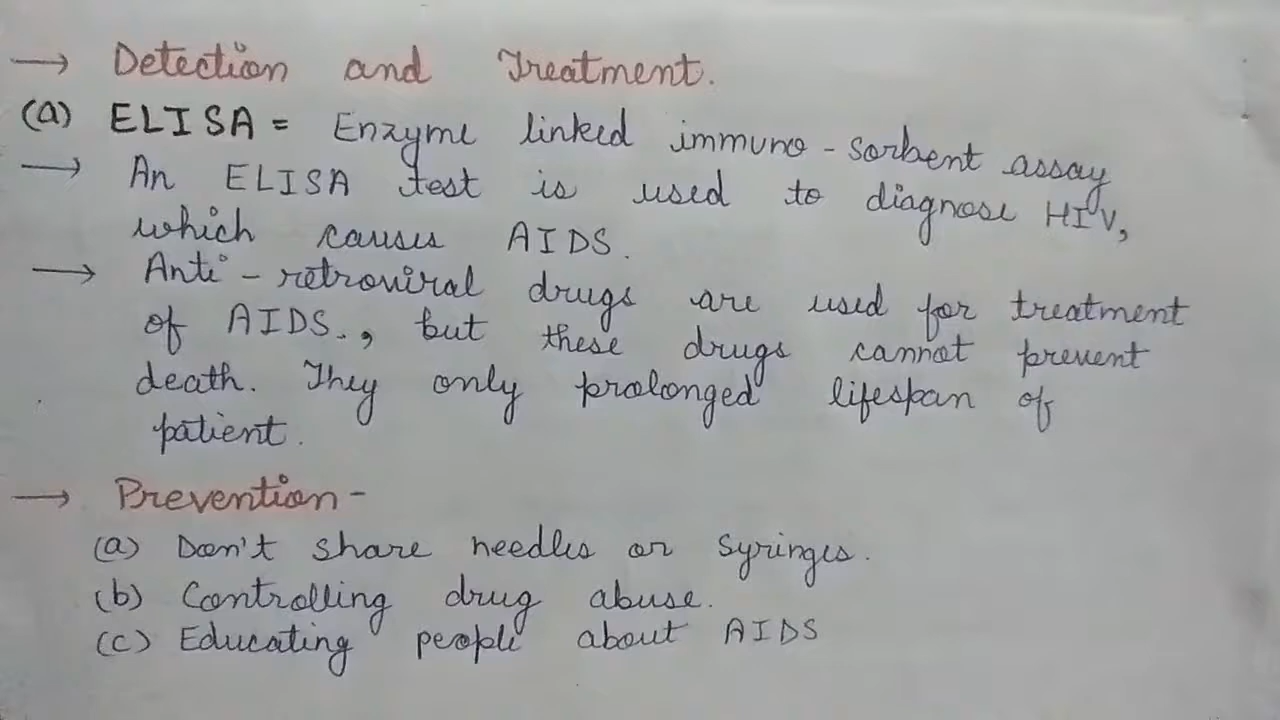 → Detection and Treatment.
(a) ELISA = Enzyme linked immuno - sorbent assay
→ An ELISA test is used to diagnose HIV,
which causes AIDS.
→ Anti - retroviral drugs are used for treatment
of AIDS., but these drugs cannot prevent
death. They only prolonged lifespan of
patient.
→ Prevention -
(a) Don't share needles or syringes.
(b) Controlling drug abuse.
(c) Educating people about AIDS